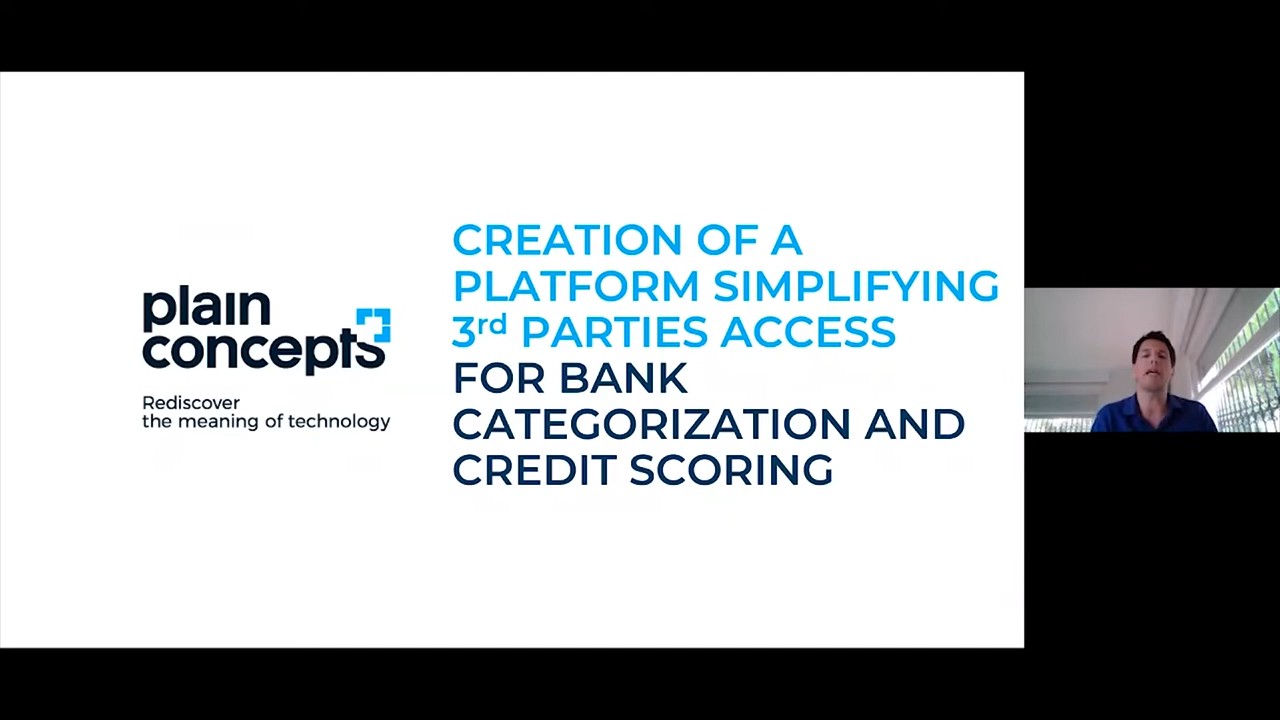 plain
concepts
Rediscover
the meaning of technology
CREATION OF A
PLATFORM SIMPLIFYING
3rd PARTIES ACCESS
FOR BANK
CATEGORIZATION AND
CREDIT SCORING